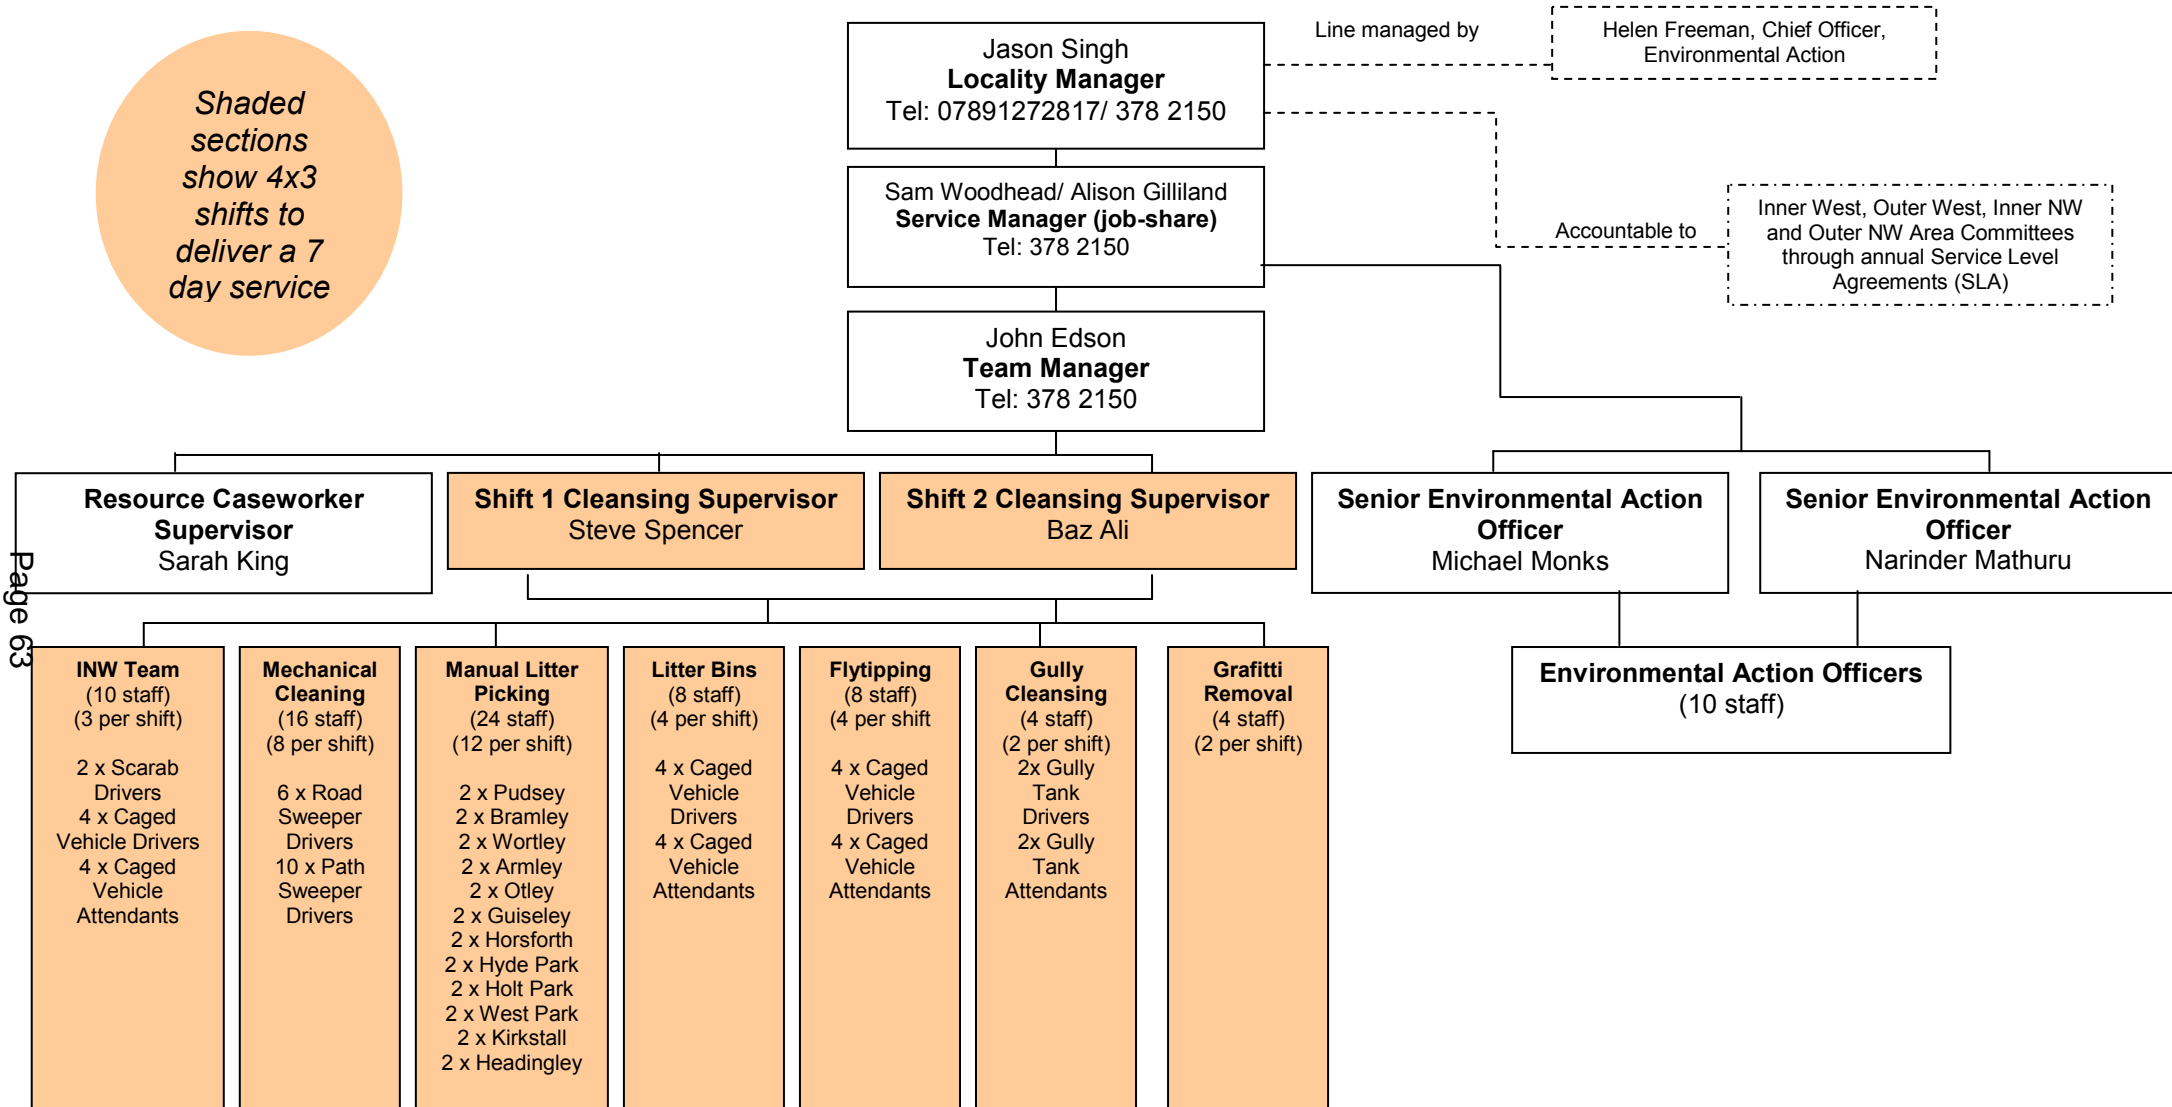 Shaded
sections
show 4x3
shifts to
deliver a 7
day service
Jason Singh
Locality Manager
Tel: 07891272817/ 378 2150
Line managed by
Helen Freeman, Chief Officer,
Environmental Action
Sam Woodhead/ Alison Gilliland
Service Manager (job-share)
Tel: 378 2150
Accountable to
Inner West, Outer West, Inner NW
and Outer NW Area Committees
through annual Service Level
Agreements (SLA)
John Edson
Team Manager
Tel: 378 2150
Resource Caseworker
Supervisor
Sarah King
Shift 1 Cleansing Supervisor
Steve Spencer
Shift 2 Cleansing Supervisor
Baz Ali
Senior Environmental Action
Officer
Michael Monks
Senior Environmental Action
Officer
Narinder Mathuru
Page 63
INW Team
(10 staff)
(3 per shift)
2 x Scarab
Drivers
4 x Caged
Vehicle Drivers
4 x Caged
Vehicle
Attendants
Mechanical
Cleaning
(16 staff)
(8 per shift)
6 x Road
Sweeper
Drivers
10 x Path
Sweeper
Drivers
Manual Litter
Picking
(24 staff)
(12 per shift)
2 x Pudsey
2 x Bramley
2 x Wortley
2 x Armley
2 x Otley
2 x Guiseley
2 x Horsforth
2 x Hyde Park
2 x Holt Park
2 x West Park
2 x Kirkstall
2 x Headingley
Litter Bins
(8 staff)
(4 per shift)
4 x Caged
Vehicle
Drivers
4 x Caged
Vehicle
Attendants
Flytipping
(8 staff)
(4 per shift
4 x Caged
Vehicle
Drivers
4 x Caged
Vehicle
Attendants
Gully
Cleansing
(4 staff)
(2 per shift)
2x Gully
Tank
Drivers
2x Gully
Tank
Attendants
Grafitti
Removal
(4 staff)
(2 per shift)
Environmental Action Officers
(10 staff)